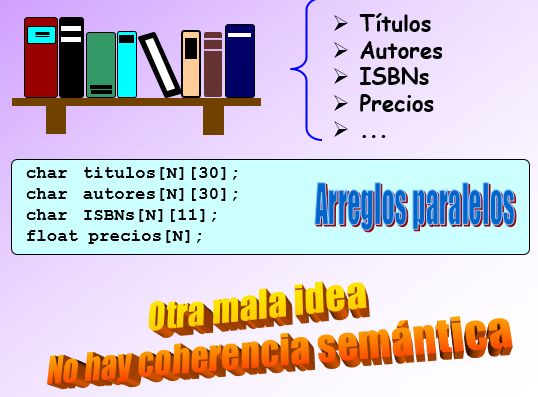 Títulos
Autores
ISBNs
Precios
...
char titulos[N][30];
char autores[N][30];
char ISBNs[N][11];
float precios[N];
Arreglos paralelos
Otra mala idea
No hay coherencia semántica